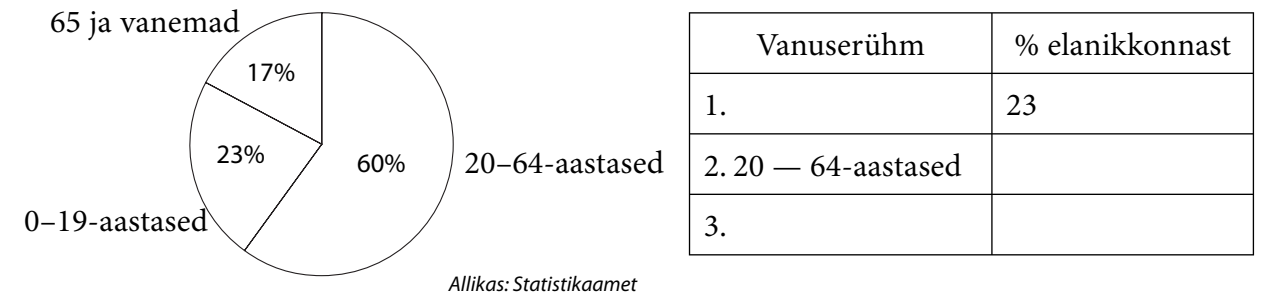 65 ja vanemad
17%
23%
60%
20–64-aastased
0–19-aastased
Allikas: Statistikaamet
Vanuserühm % elanikkonnast
1. 23
2. 20 — 64-aastased
3.